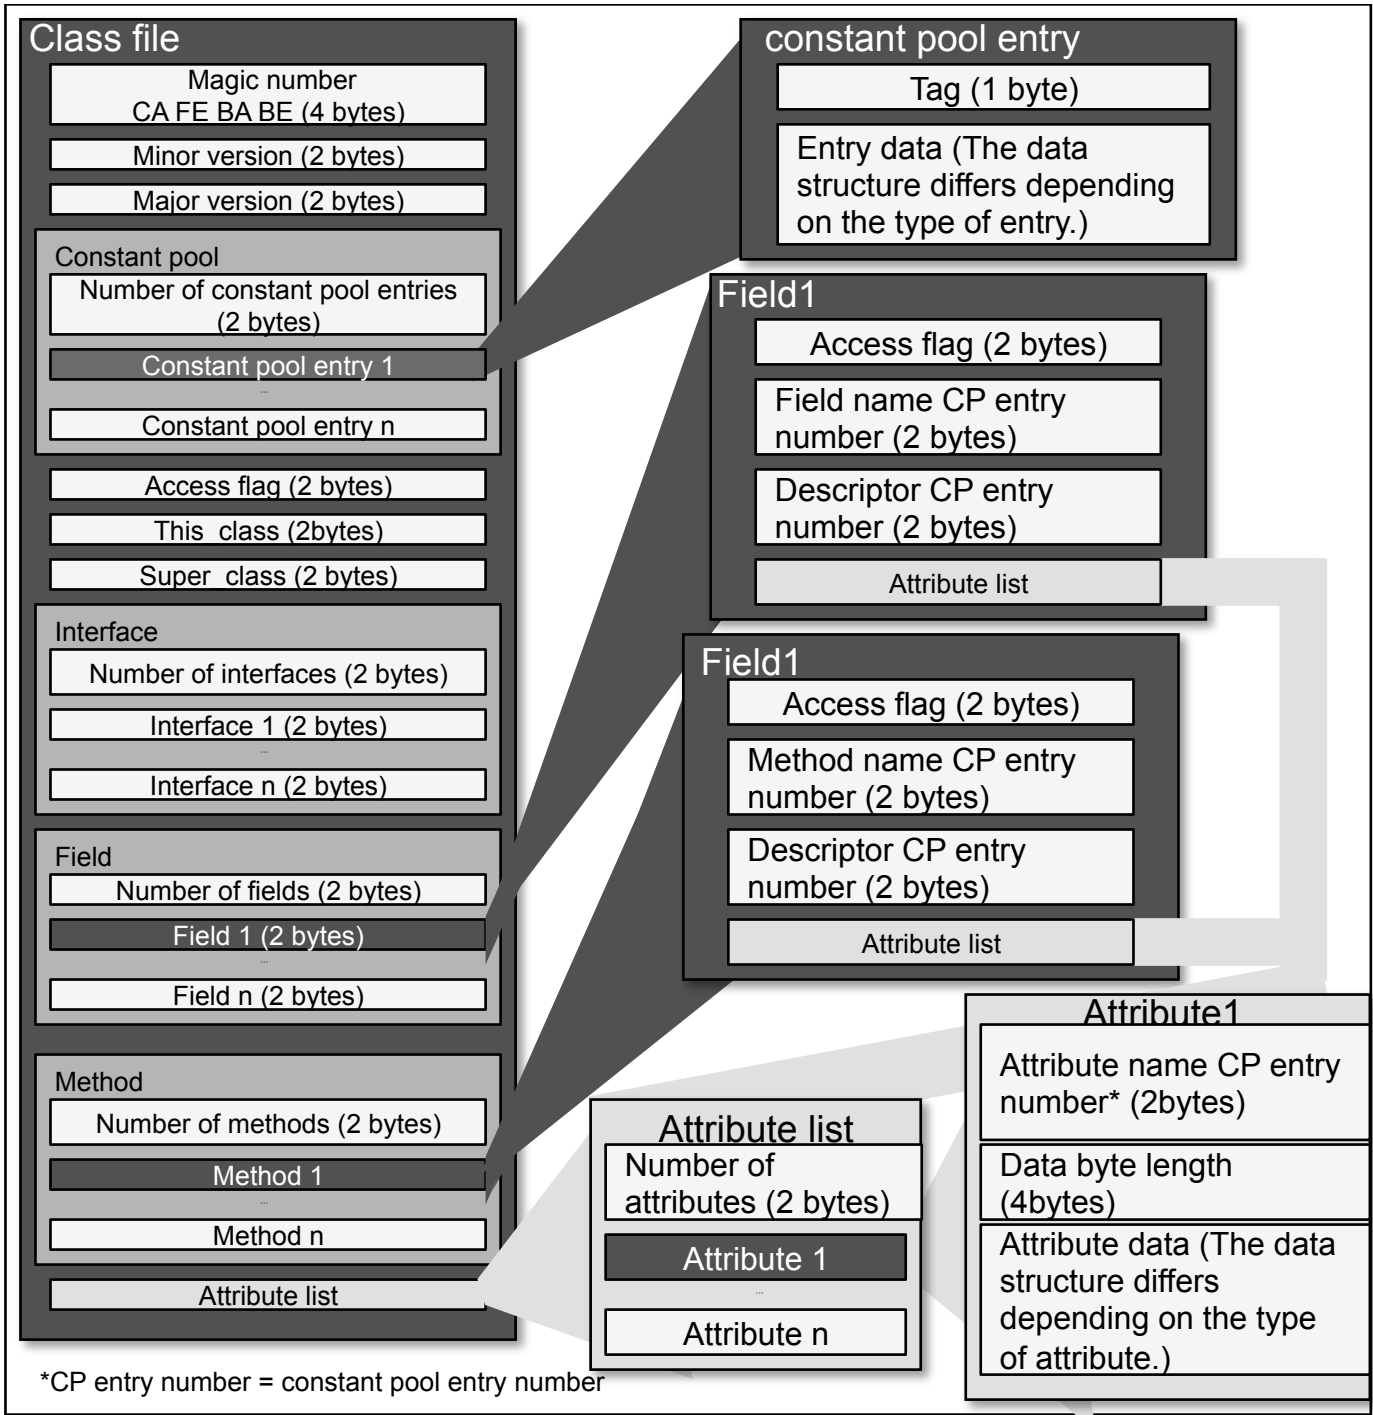 Class file
Magic number
CA FE BA BE (4 bytes)
Minor version (2 bytes)
Major version (2 bytes)
Constant pool
Number of constant pool entries
(2 bytes)
Constant pool entry 1
...
Constant pool entry n
Access flag (2 bytes)
This_class (2bytes)
Super_class (2 bytes)
Interface
Number of interfaces (2 bytes)
Interface 1 (2 bytes)
...
Interface n (2 bytes)
Field
Number of fields (2 bytes)
Field 1 (2 bytes)
...
Field n (2 bytes)
Method
Number of methods (2 bytes)
Method 1
...
Method n
Attribute list
*CP entry number = constant pool entry number
constant pool entry
Tag (1 byte)
Entry data (The data
structure differs depending
on the type of entry.)
Field1
Access flag (2 bytes)
Field name CP entry
number (2 bytes)
Descriptor CP entry
number (2 bytes)
Attribute list
Field1
Access flag (2 bytes)
Method name CP entry
number (2 bytes)
Descriptor CP entry
number (2 bytes)
Attribute list
Attribute list
Number of
attributes (2 bytes)
Attribute 1
...
Attribute n
Attribute1
Attribute name CP entry
number* (2bytes)
Data byte length
(4bytes)
Attribute data (The data
structure differs
depending on the type
of attribute.)